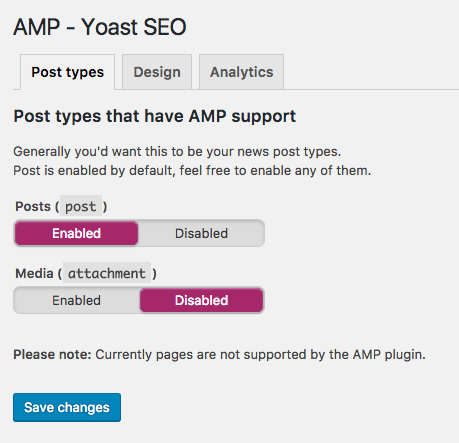 AMP - Yoast SEO
Post types Design Analytics
Post types that have AMP support
Generally you'd want this to be your news post types.
Post is enabled by default, feel free to enable any of them.
Posts ( post )
Enabled Disabled
Media ( attachment )
Enabled Disabled
Please note: Currently pages are not supported by the AMP plugin.
Save changes